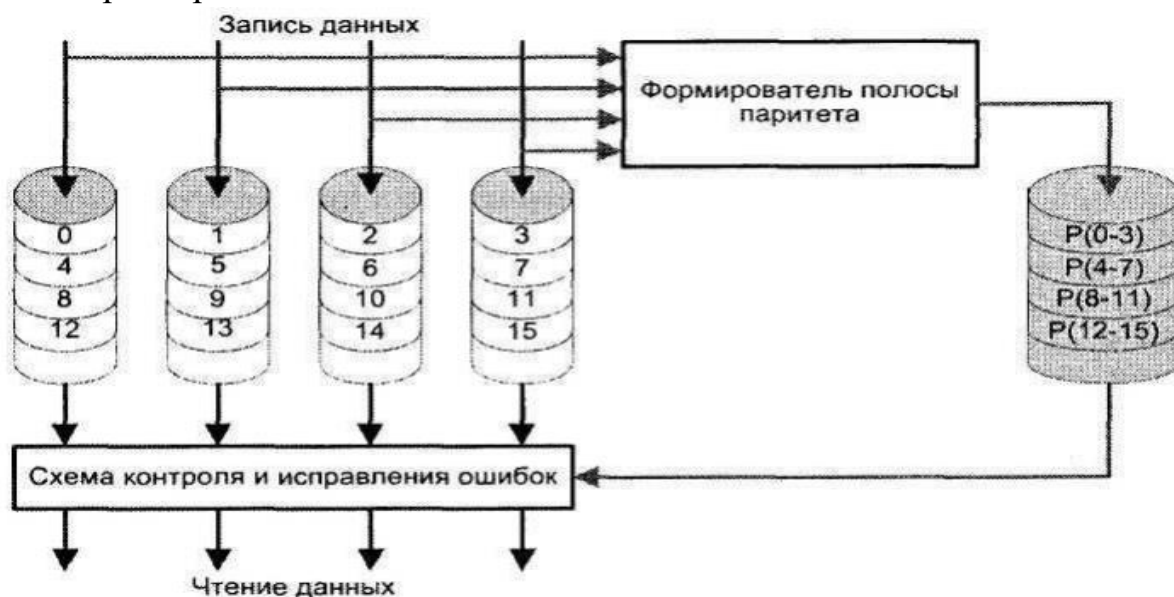 Запись данных
Формирователь полосы
паритета
0 1 2 3 P(0-3)
4 5 6 7 P(4-7)
8 9 10 11 P(8-11)
12 13 14 15 P(12-15)
Схема контроля и исправления ошибок
Чтение данных